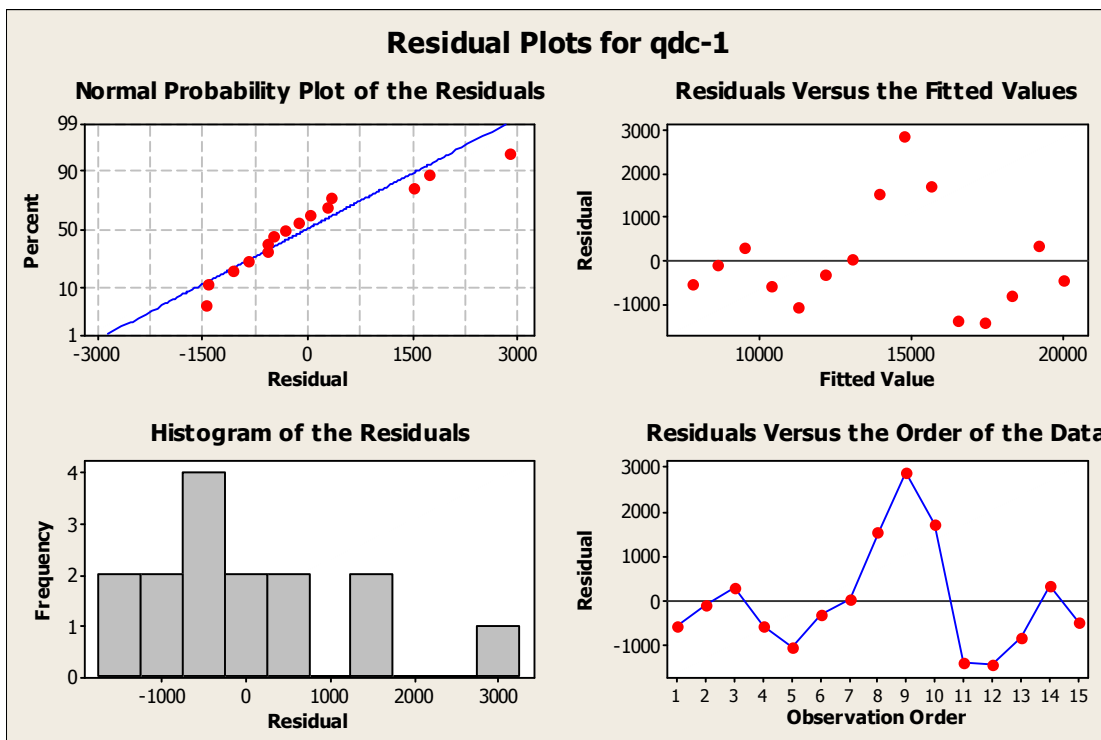 Residual Plots for qdc-1
Normal Probability Plot of the Residuals
99
90
50
10
1
Percent
-3000 -1500 0 1500 3000
Residual
Residuals Versus the Fitted Values
3000
2000
1000
0
-1000
Residual
10000 15000 20000
Fitted Value
Histogram of the Residuals
4
3
2
1
0
Frequency
-1000 0 1000 2000 3000
Residual
Residuals Versus the Order of the Data
3000
2000
1000
0
-1000
Residual
1 2 3 4 5 6 7 8 9 10 11 12 13 14 15
Observation Order